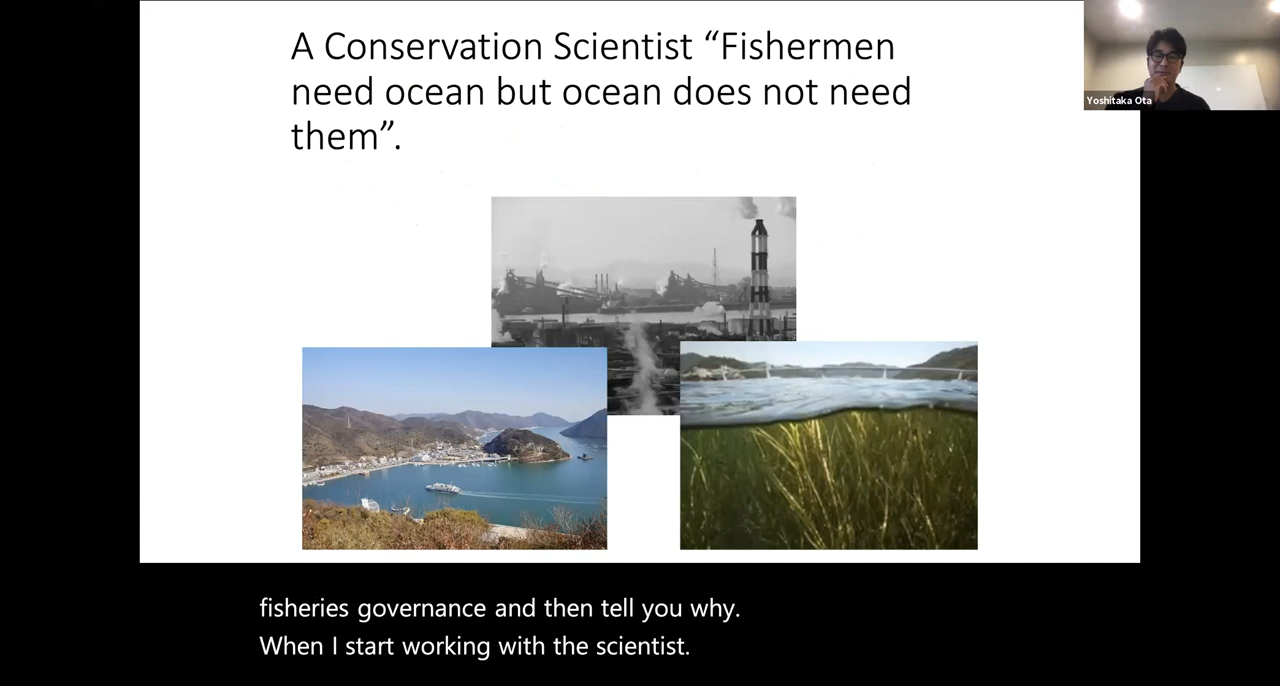 A Conservation Scientist “Fishermen
need ocean but ocean does not need
them”.
Yoshitaka Ota
fisheries governance and then tell you why.
When I start working with the scientist.